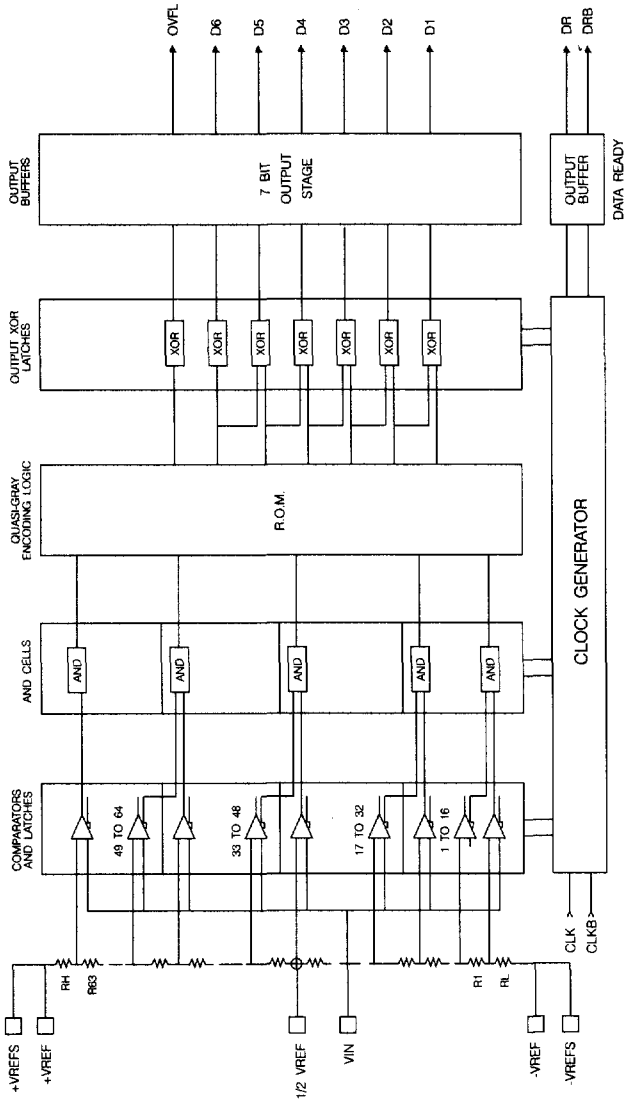 COMPARATORS
AND LATCHES
AND CELLS
QUASI-GRAY
ENCODING LOGIC
OUTPUT XOR
LATCHES
OUTPUT
BUFFERS
+VREFS
+VREF
1/2 VREF
VIN
-VREF
-VREFS
RH
R63
R1
RL
49 TO 64
33 TO 48
17 TO 32
1 TO 16
AND
AND
AND
AND
AND
R.O.M.
XOR
XOR
XOR
XOR
XOR
XOR
XOR
7 BIT
OUTPUT
STAGE
OVFL
D6
D5
D4
D3
D2
D1
CLK
CLKB
CLOCK GENERATOR
OUTPUT
BUFFER
DATA READY
DR
DRB